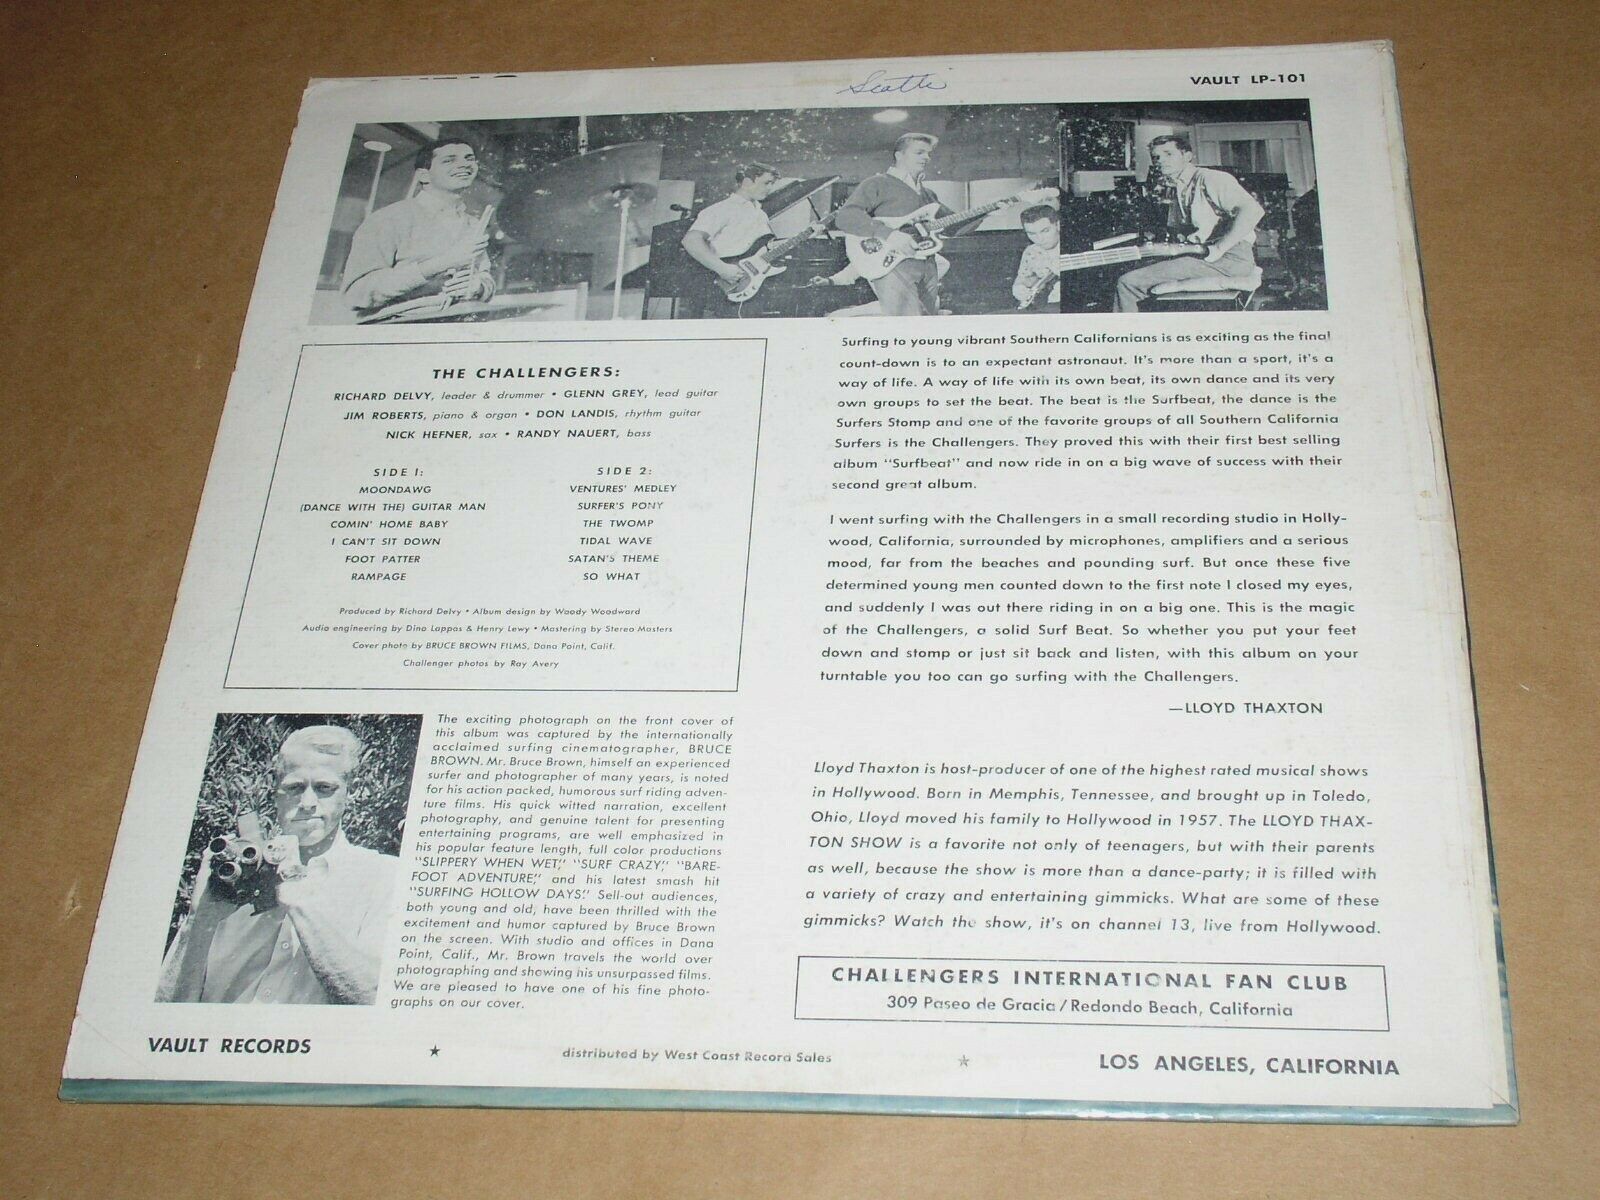 Seattle
VAULT LP-101
THE CHALLENGERS:
RICHARD DELVY, leader & drummer • GLENN GREY, lead guitar
JIM ROBERTS, piano & organ • DON LANDIS, rhythm guitar
NICK HEFNER, sax • RANDY NAUERT, bass
SIDE 1:
MOONDAWG
(DANCE WITH THE) GUITAR MAN
COMIN' HOME BABY
I CAN'T SIT DOWN
FOOT PATTER
RAMPAGE
SIDE 2:
VENTURES' MEDLEY
SURFER'S PONY
THE TWOMP
TIDAL WAVE
SATAN'S THEME
SO WHAT
Produced by Richard Delvy • Album design by Woody Woodward
Audio engineering by Dino Lappas & Henry Lewy • Mastering by Stereo Masters
Cover photo by BRUCE BROWN FILMS, Dana Point, Calif.
Challenger photos by Ray Avery
The exciting photograph on the front cover of
this album was captured by the internationally
acclaimed surfing cinematographer, BRUCE
BROWN. Mr. Bruce Brown, himself an experienced
surfer and photographer of many years, is noted
for his action packed, humorous surf riding adven-
ture films. His quick witted narration, excellent
photography, and genuine talent for presenting
entertaining programs, are well emphasized in
his popular feature length, full color productions
"SLIPPERY WHEN WET," "SURF CRAZY," "BARE-
FOOT ADVENTURE," and his latest smash hit
"SURFING HOLLOW DAYS." Sell-out audiences,
both young and old, have been thrilled with the
excitement and humor captured by Bruce Brown
on the screen. With studio and offices in Dana
Point, Calif., Mr. Brown travels the world over
photographing and showing his unsurpassed films.
We are pleased to have one of his fine photo-
graphs on our cover.
Surfing to young vibrant Southern Californians is as exciting as the final
count-down is to an expectant astronaut. It's more than a sport, it's a
way of life. A way of life with its own beat, its own dance and its very
own groups to set the beat. The beat is the Surfbeat, the dance is the
Surfers Stomp and one of the favorite groups of all Southern California
Surfers is the Challengers. They proved this with their first best selling
album "Surfbeat" and now ride in on a big wave of success with their
second great album.
I went surfing with the Challengers in a small recording studio in Holly-
wood, California, surrounded by microphones, amplifiers and a serious
mood, far from the beaches and pounding surf. But once these five
determined young men counted down to the first note I closed my eyes,
and suddenly I was out there riding in on a big one. This is the magic
of the Challengers, a solid Surf Beat. So whether you put your feet
down and stomp or just sit back and listen, with this album on your
turntable you too can go surfing with the Challengers.
—LLOYD THAXTON
Lloyd Thaxton is host-producer of one of the highest rated musical shows
in Hollywood. Born in Memphis, Tennessee, and brought up in Toledo,
Ohio, Lloyd moved his family to Hollywood in 1957. The LLOYD THAX-
TON SHOW is a favorite not only of teenagers, but with their parents
as well, because the show is more than a dance-party; it is filled with
a variety of crazy and entertaining gimmicks. What are some of these
gimmicks? Watch the show, it's on channel 13, live from Hollywood.
CHALLENGERS INTERNATIONAL FAN CLUB
309 Paseo de Gracia/Redondo Beach, California
VAULT RECORDS ★ distributed by West Coast Record Sales ☆ LOS ANGELES, CALIFORNIA